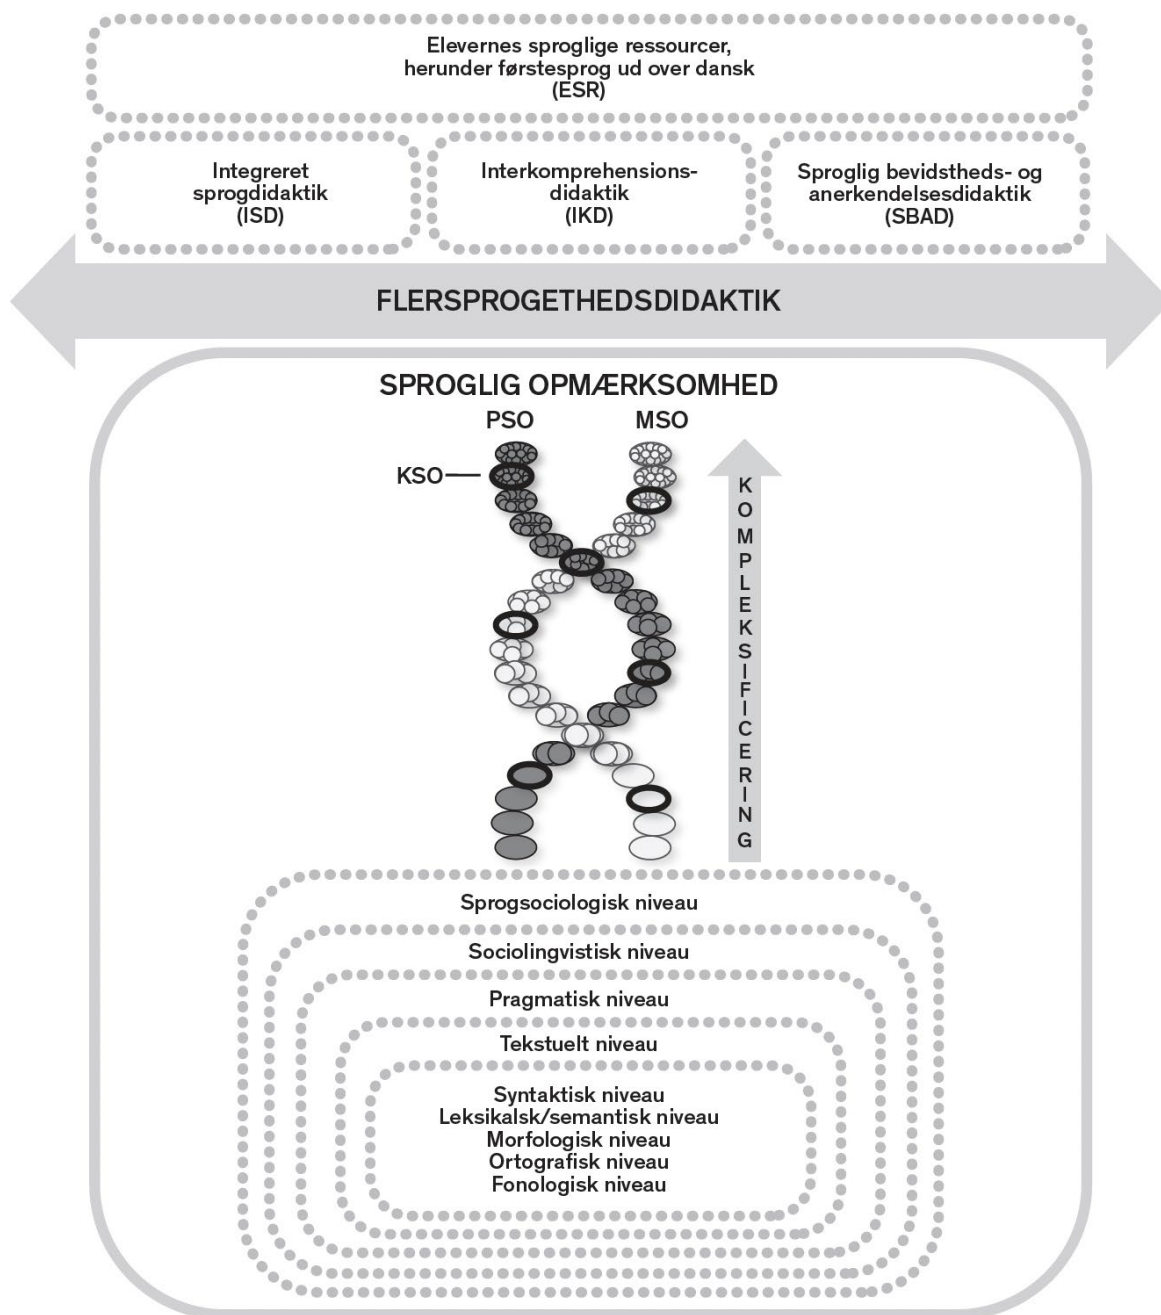 Elevernes sproglige ressourcer,
herunder førstesprog ud over dansk
(ESR)
Integreret
sprogdidaktik
(ISD)
Interkomprehensions-
didaktik
(IKD)
Sproglig bevidstheds- og
anerkendelsesdidaktik
(SBAD)
FLERSPROGETHEDSDIDAKTIK
SPROGLIG OPMÆRKSOMHED
PSO MSO
KSO
KOMPLEKSIFICERING
Sprogsociologisk niveau
Sociolingvistisk niveau
Pragmatisk niveau
Tekstuelt niveau
Syntaktisk niveau
Leksikalsk/semantisk niveau
Morfologisk niveau
Ortografisk niveau
Fonologisk niveau